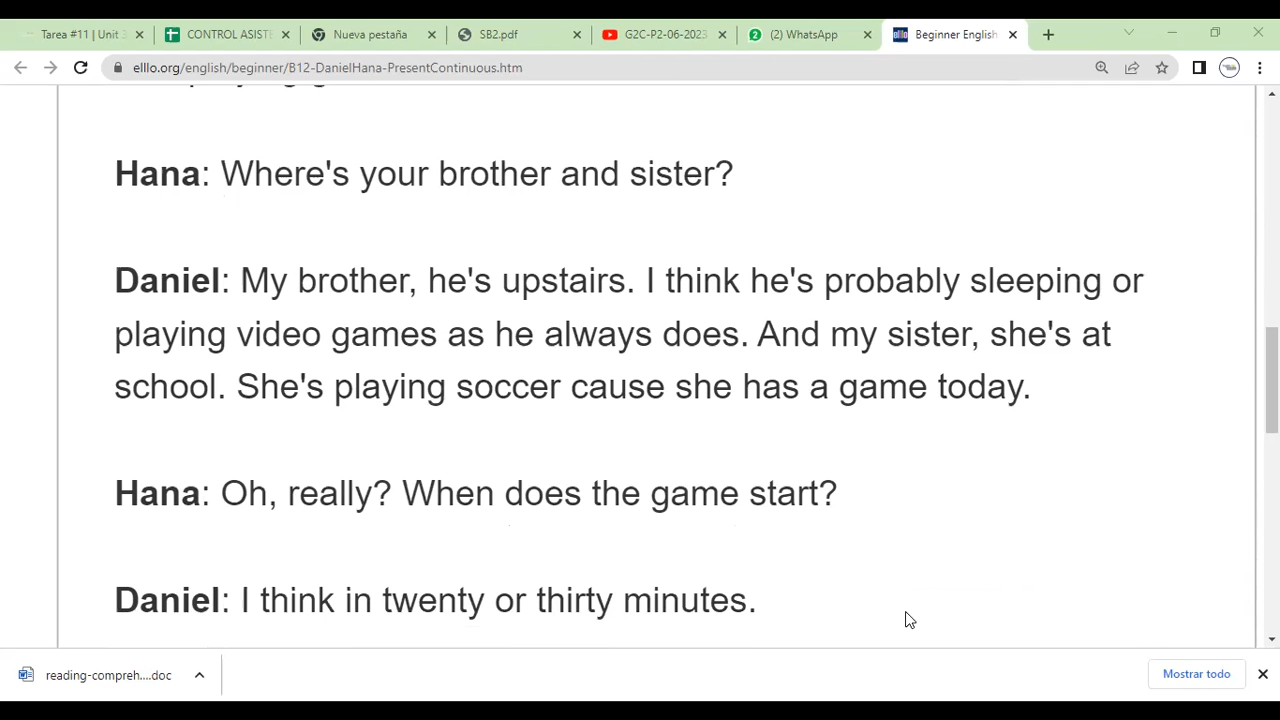 Tarea #11 | Unit
CONTROL ASISTE
Nueva pestaña
SB2.pdf
G2C-P2-06-2023
(2) WhatsApp
Beginner English
elllo.org/english/beginner/B12-DanielHana-PresentContinuous.htm
Hana: Where's your brother and sister?
Daniel: My brother, he's upstairs. I think he's probably sleeping or
playing video games as he always does. And my sister, she's at
school. She's playing soccer cause she has a game today.
Hana: Oh, really? When does the game start?
Daniel: I think in twenty or thirty minutes.
reading-compreh....doc
Mostrar todo